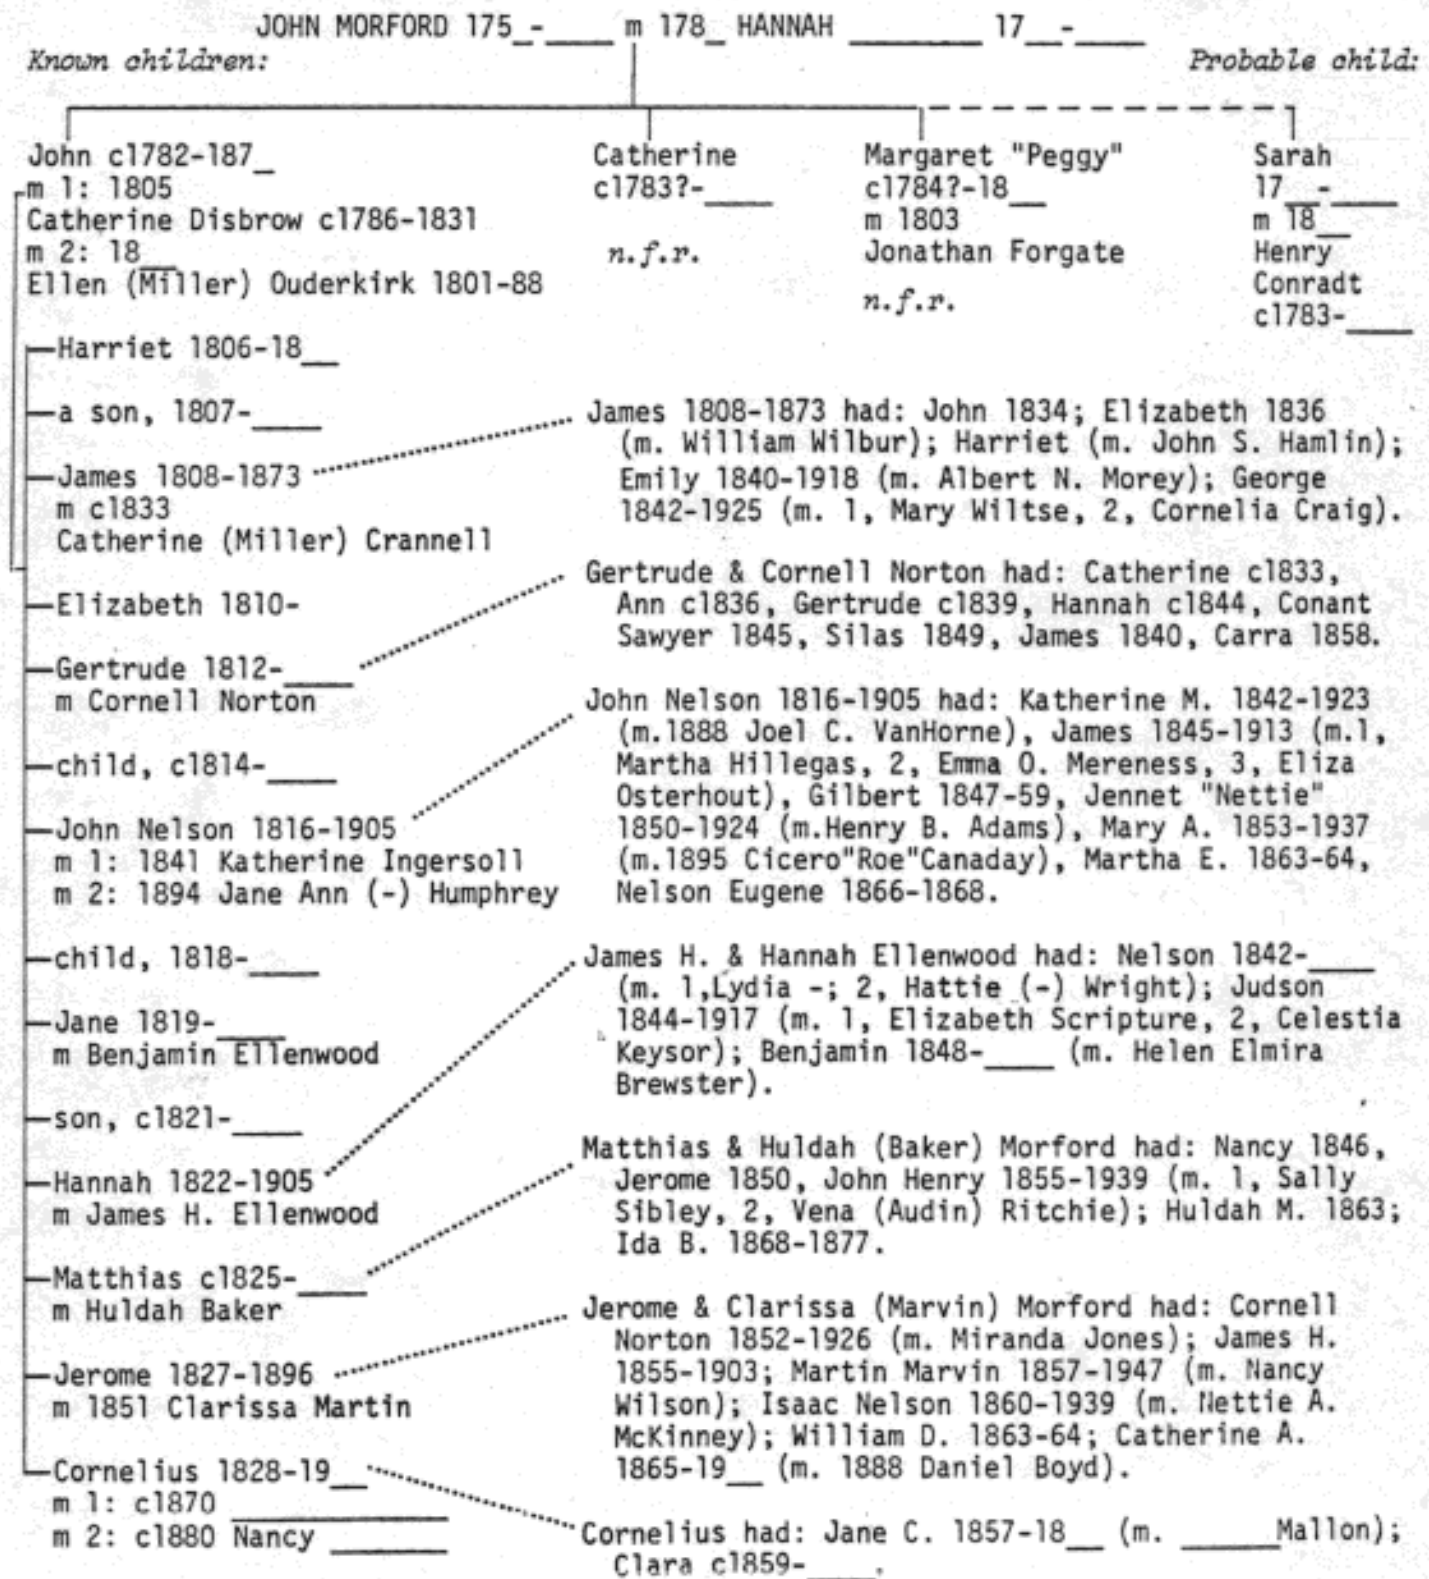 JOHN MORFORD 175_-____ m 178_ HANNAH ________ 17__-____
Known children:
Probable child:
John c1782-187_
m 1: 1805
Catherine Disbrow c1786-1831
m 2: 18__
Ellen (Miller) Ouderkirk 1801-88
Catherine
c1783?-____
n.f.r.
Margaret "Peggy"
c1784?-18__
m 1803
Jonathan Forgate
n.f.r.
Sarah
17__-____
m 18__
Henry
Conradt
c1783-____
—Harriet 1806-18__
—a son, 1807-____
—James 1808-1873
m c1833
Catherine (Miller) Crannell
—Elizabeth 1810-
—Gertrude 1812-____
m Cornell Norton
—child, c1814-____
—John Nelson 1816-1905
m 1: 1841 Katherine Ingersoll
m 2: 1894 Jane Ann (-) Humphrey
—child, 1818-____
—Jane 1819-____
m Benjamin Ellenwood
—son, c1821-____
—Hannah 1822-1905
m James H. Ellenwood
—Matthias c1825-____
m Huldah Baker
—Jerome 1827-1896
m 1851 Clarissa Martin
—Cornelius 1828-19__
m 1: c1870 _____________
m 2: c1880 Nancy _______
James 1808-1873 had: John 1834; Elizabeth 1836
(m. William Wilbur); Harriet (m. John S. Hamlin);
Emily 1840-1918 (m. Albert N. Morey); George
1842-1925 (m. 1, Mary Wiltse, 2, Cornelia Craig).
Gertrude & Cornell Norton had: Catherine c1833,
Ann c1836, Gertrude c1839, Hannah c1844, Conant
Sawyer 1845, Silas 1849, James 1840, Carra 1858.
John Nelson 1816-1905 had: Katherine M. 1842-1923
(m.1888 Joel C. VanHorne), James 1845-1913 (m.1,
Martha Hillegas, 2, Emma O. Mereness, 3, Eliza
Osterhout), Gilbert 1847-59, Jennet "Nettie"
1850-1924 (m.Henry B. Adams), Mary A. 1853-1937
(m.1895 Cicero"Roe"Canaday), Martha E. 1863-64,
Nelson Eugene 1866-1868.
James H. & Hannah Ellenwood had: Nelson 1842-____
(m. 1,Lydia -; 2, Hattie (-) Wright); Judson
1844-1917 (m. 1, Elizabeth Scripture, 2, Celestia
Keysor); Benjamin 1848-____ (m. Helen Elmira
Brewster).
Matthias & Huldah (Baker) Morford had: Nancy 1846,
Jerome 1850, John Henry 1855-1939 (m. 1, Sally
Sibley, 2, Vena (Audin) Ritchie); Huldah M. 1863;
Ida B. 1868-1877.
Jerome & Clarissa (Marvin) Morford had: Cornell
Norton 1852-1926 (m. Miranda Jones); James H.
1855-1903; Martin Marvin 1857-1947 (m. Nancy
Wilson); Isaac Nelson 1860-1939 (m. Nettie A.
McKinney); William D. 1863-64; Catherine A.
1865-19__ (m. 1888 Daniel Boyd).
Cornelius had: Jane C. 1857-18__ (m. ______Mallon);
Clara c1859-____.